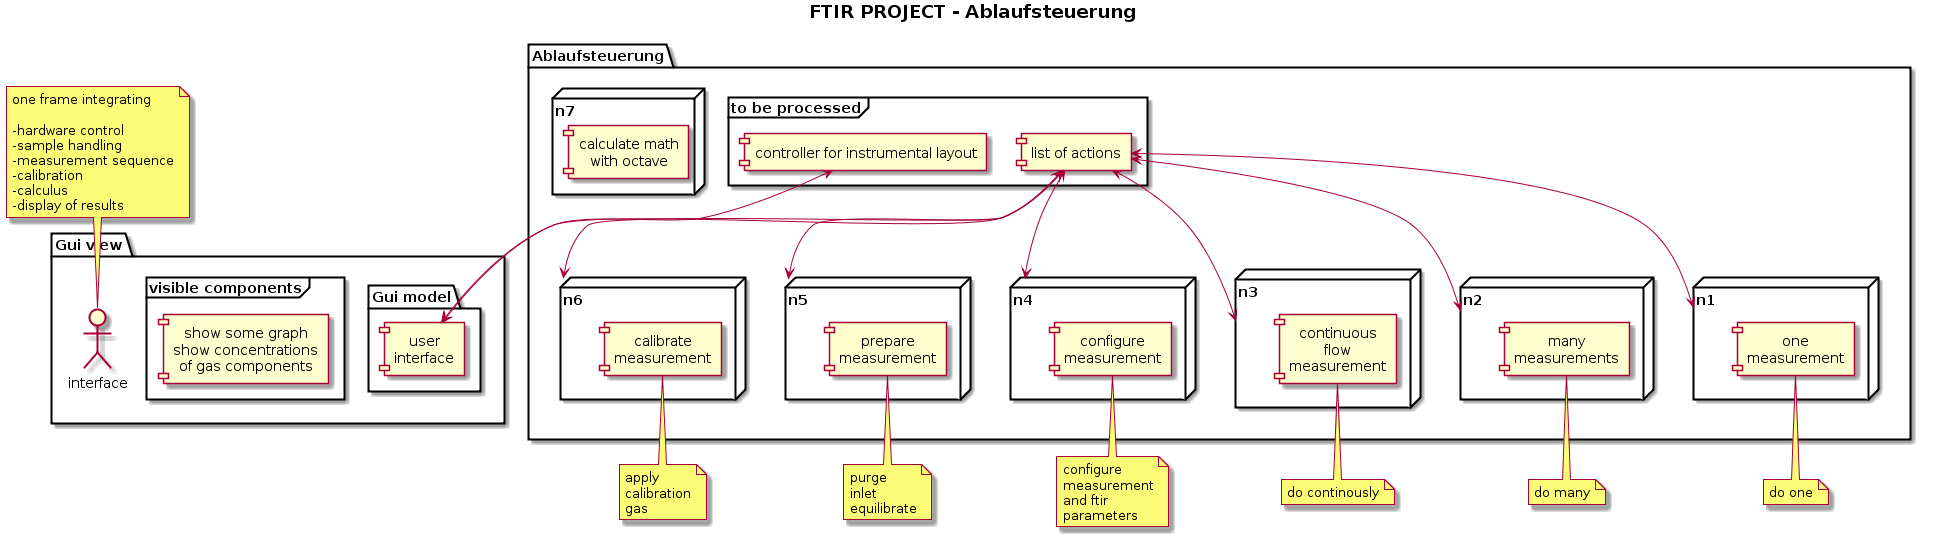 FTIR PROJECT - Ablaufsteuerung
Ablaufsteuerung
one frame integrating
-hardware control
-sample handling
-measurement sequence
-calibration
-calculus
-display of results
n7
calculate math
with octave
to be processed
controller for instrumental layout
list of actions
Gui view
interface
visible components
show some graph
show concentrations
of gas components
Gui model
user
interface
n6
calibrate
measurement
n5
prepare
measurement
n4
configure
measurement
n3
continuous
flow
measurement
n2
many
measurements
n1
one
measurement
apply
calibration
gas
purge
inlet
equilibrate
configure
measurement
and ftir
parameters
do continously
do many
do one